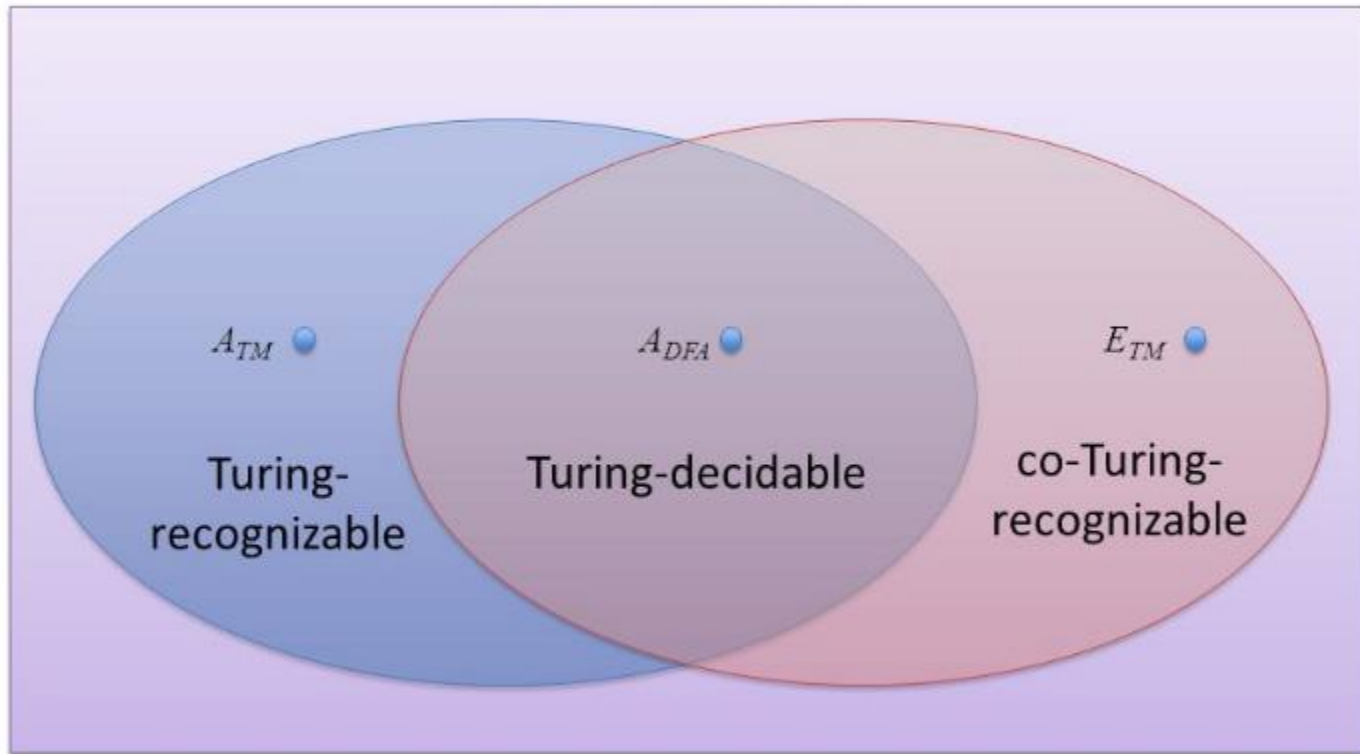 A_TM
A_DFA
E_TM
Turing-
recognizable
Turing-decidable
co-Turing-
recognizable